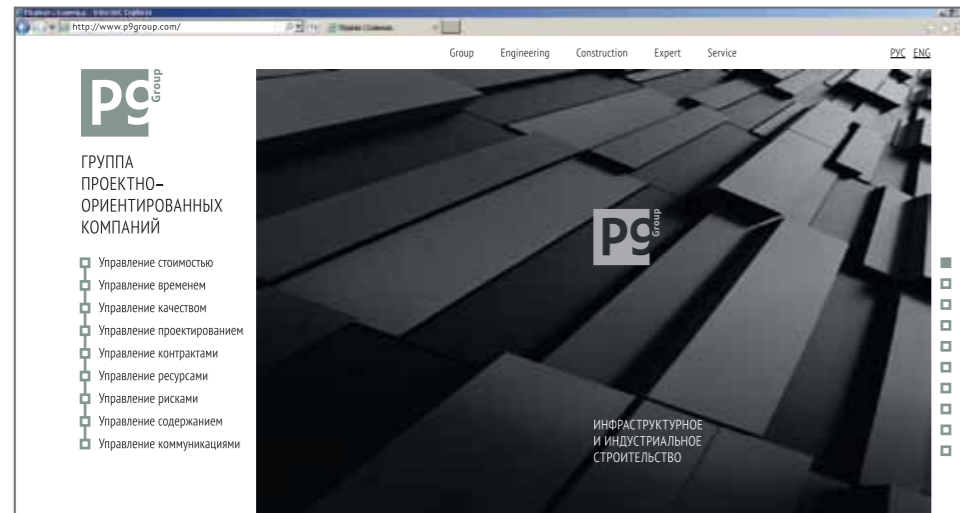 http://www.p9group.com/
Group Engineering Construction Expert Service РУС ENG
P9 Group
ГРУППА
ПРОЕКТНО–
ОРИЕНТИРОВАННЫХ
КОМПАНИЙ
Управление стоимостью
Управление временем
Управление качеством
Управление проектированием
Управление контрактами
Управление ресурсами
Управление рисками
Управление содержанием
Управление коммуникациями
P9 Group
ИНФРАСТРУКТУРНОЕ
И ИНДУСТРИАЛЬНОЕ
СТРОИТЕЛЬСТВО